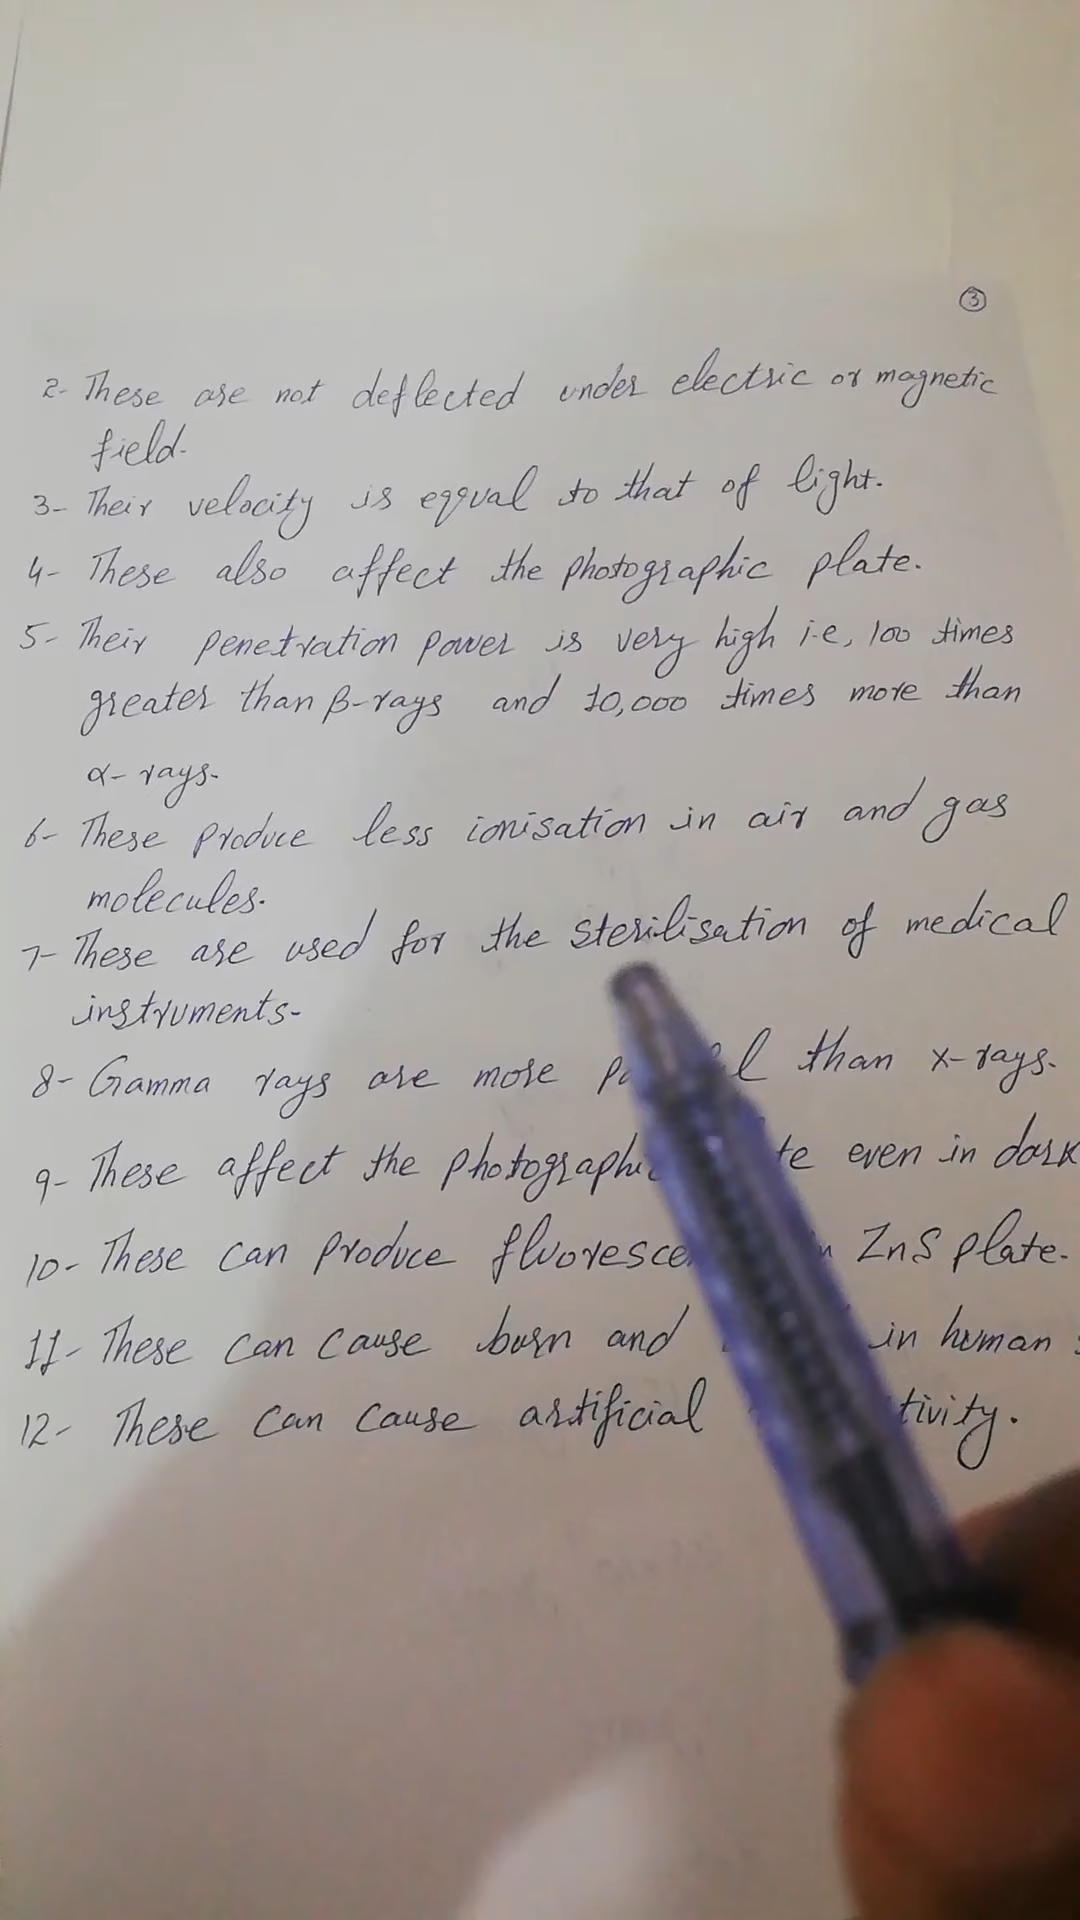 3
2- These are not deflected under electric or magnetic
field.
3- Their velocity is eqqual to that of light.
4- These also affect the photographic plate.
5- Their penetration power is very high i.e, 100 times
greater than β-rays and 10,000 times more than
α- rays.
6- These produce less ionisation in air and gas
molecules.
7- These are used for the sterilisation of medical
instruments-
8- Gamma rays are more than x-rays.
9- These affect the even in dark
10- These can produce ZnS plate.
11- These can cause burn and in human
12- These can cause artificial